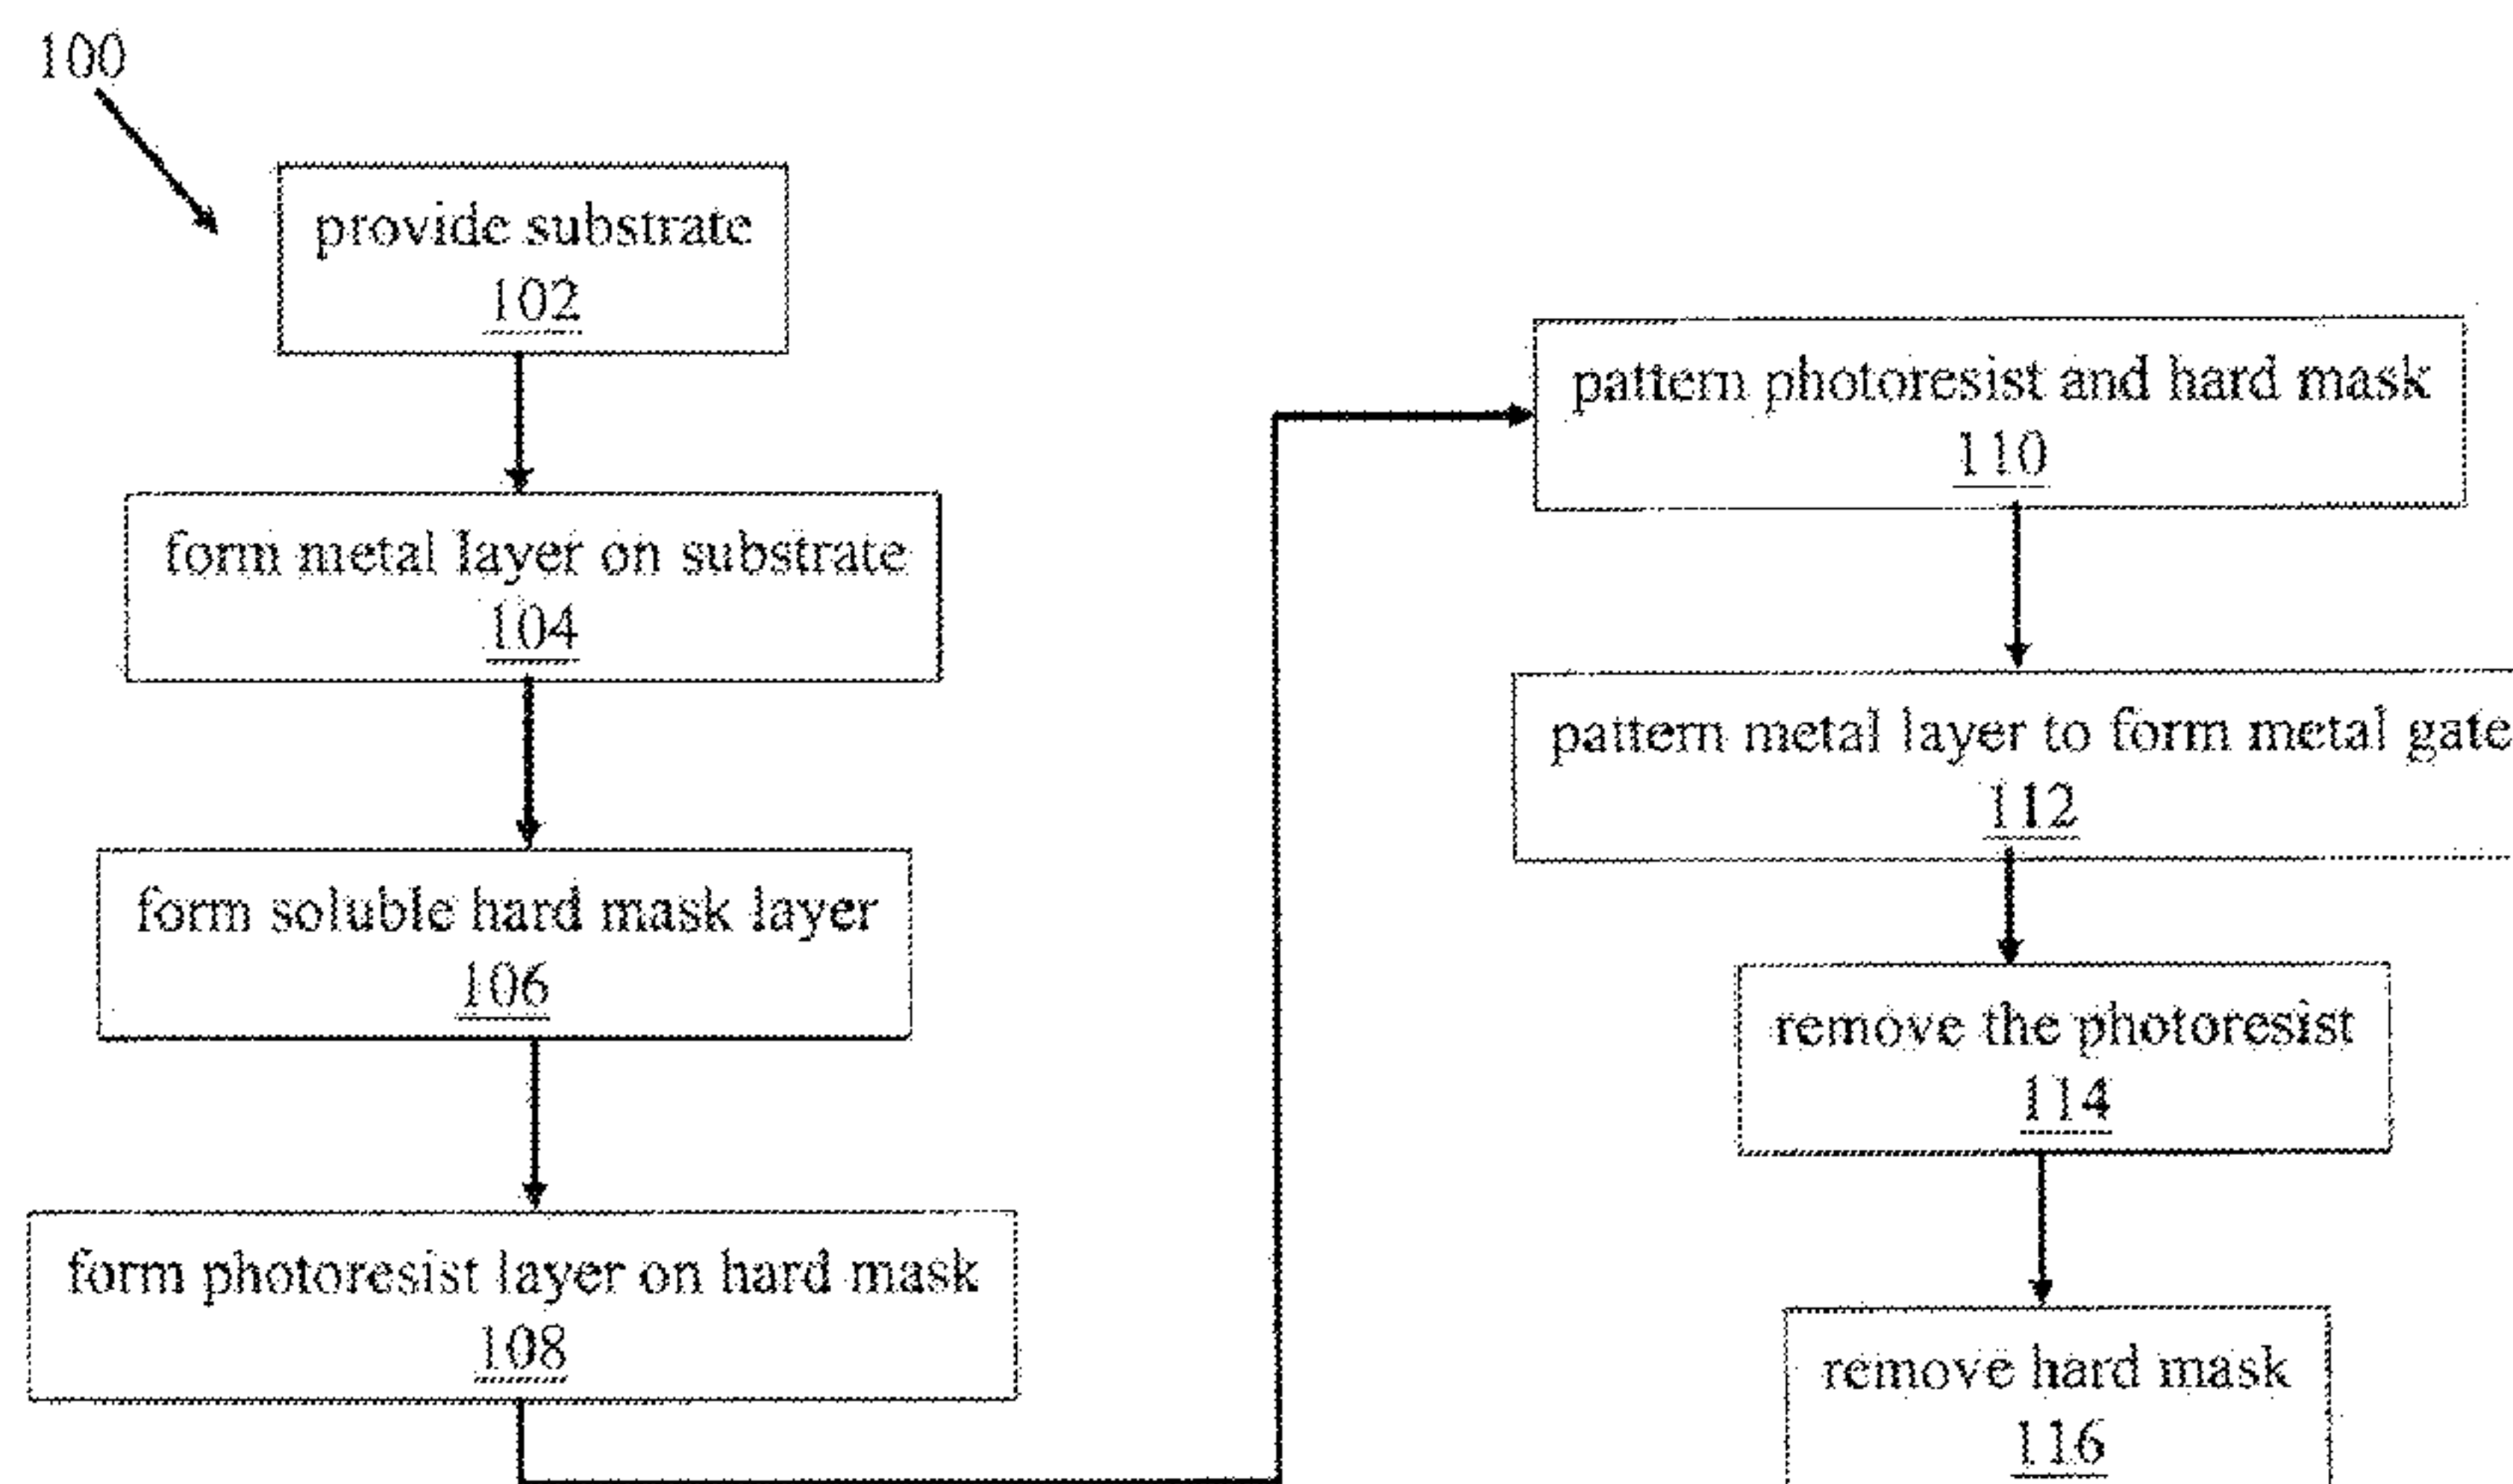 100
provide substrate
102
form metal layer on substrate
104
form soluble hard mask layer
106
form photoresist layer on hard mask
108
pattern photoresist and hard mask
110
pattern metal layer to form metal gate
112
remove the photoresist
114
remove hard mask
116